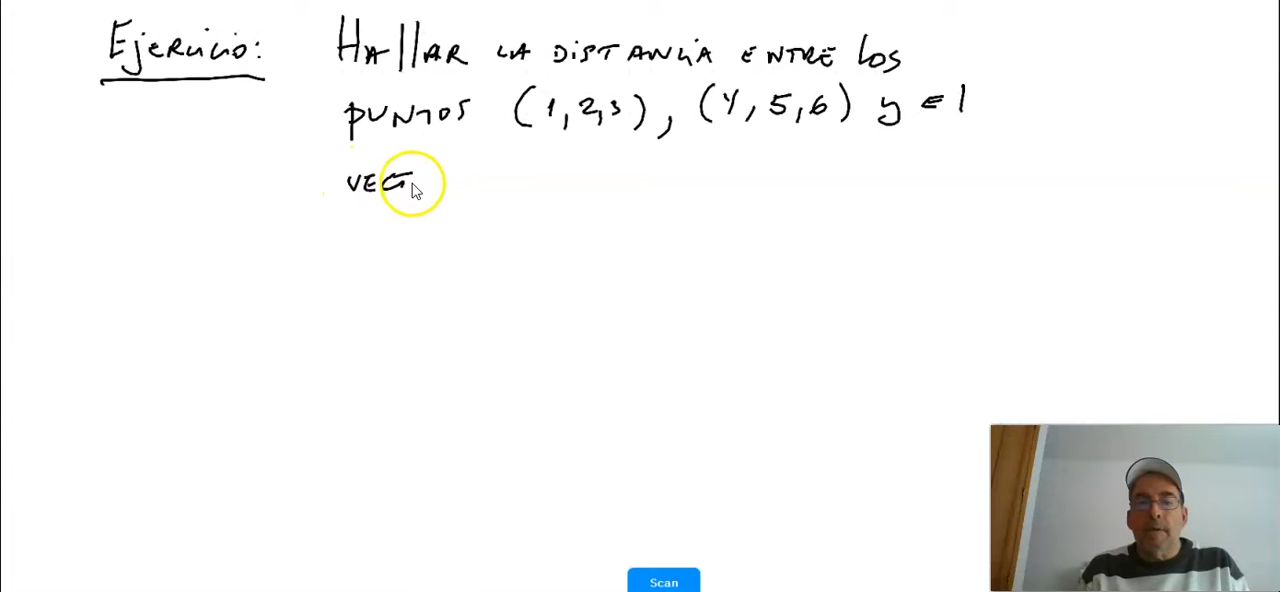 Ejercicio: HAllAR LA DISTANCIA ENTRE los
PUNTOS (1,2,3), (4,5,6) y el
VEC
Scan